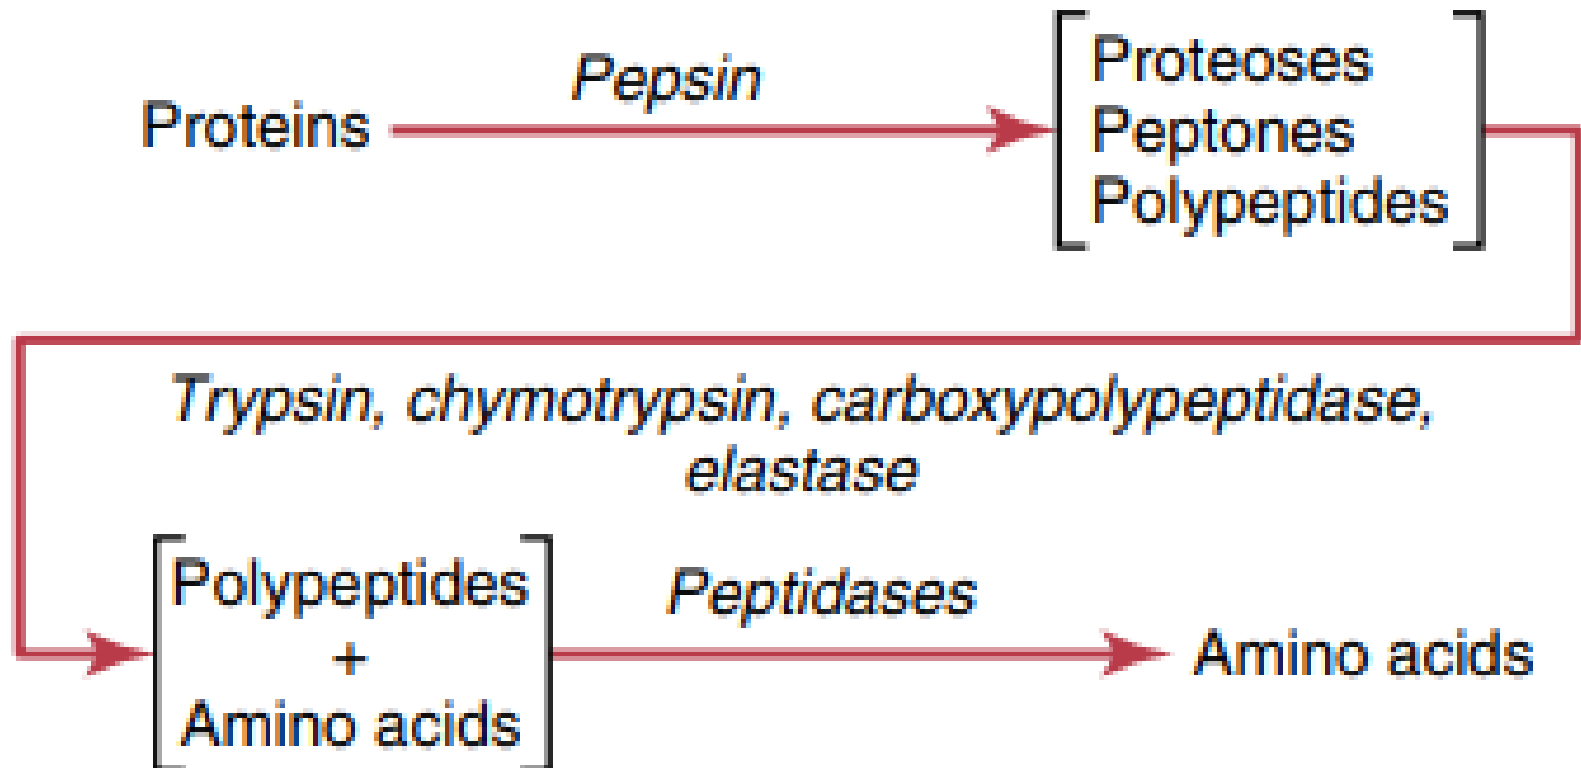 Pepsin
Proteins
Proteoses
Peptones
Polypeptides
Trypsin, chymotrypsin, carboxypolypeptidase,
elastase
Polypeptides
+
Amino acids
Peptidases
Amino acids